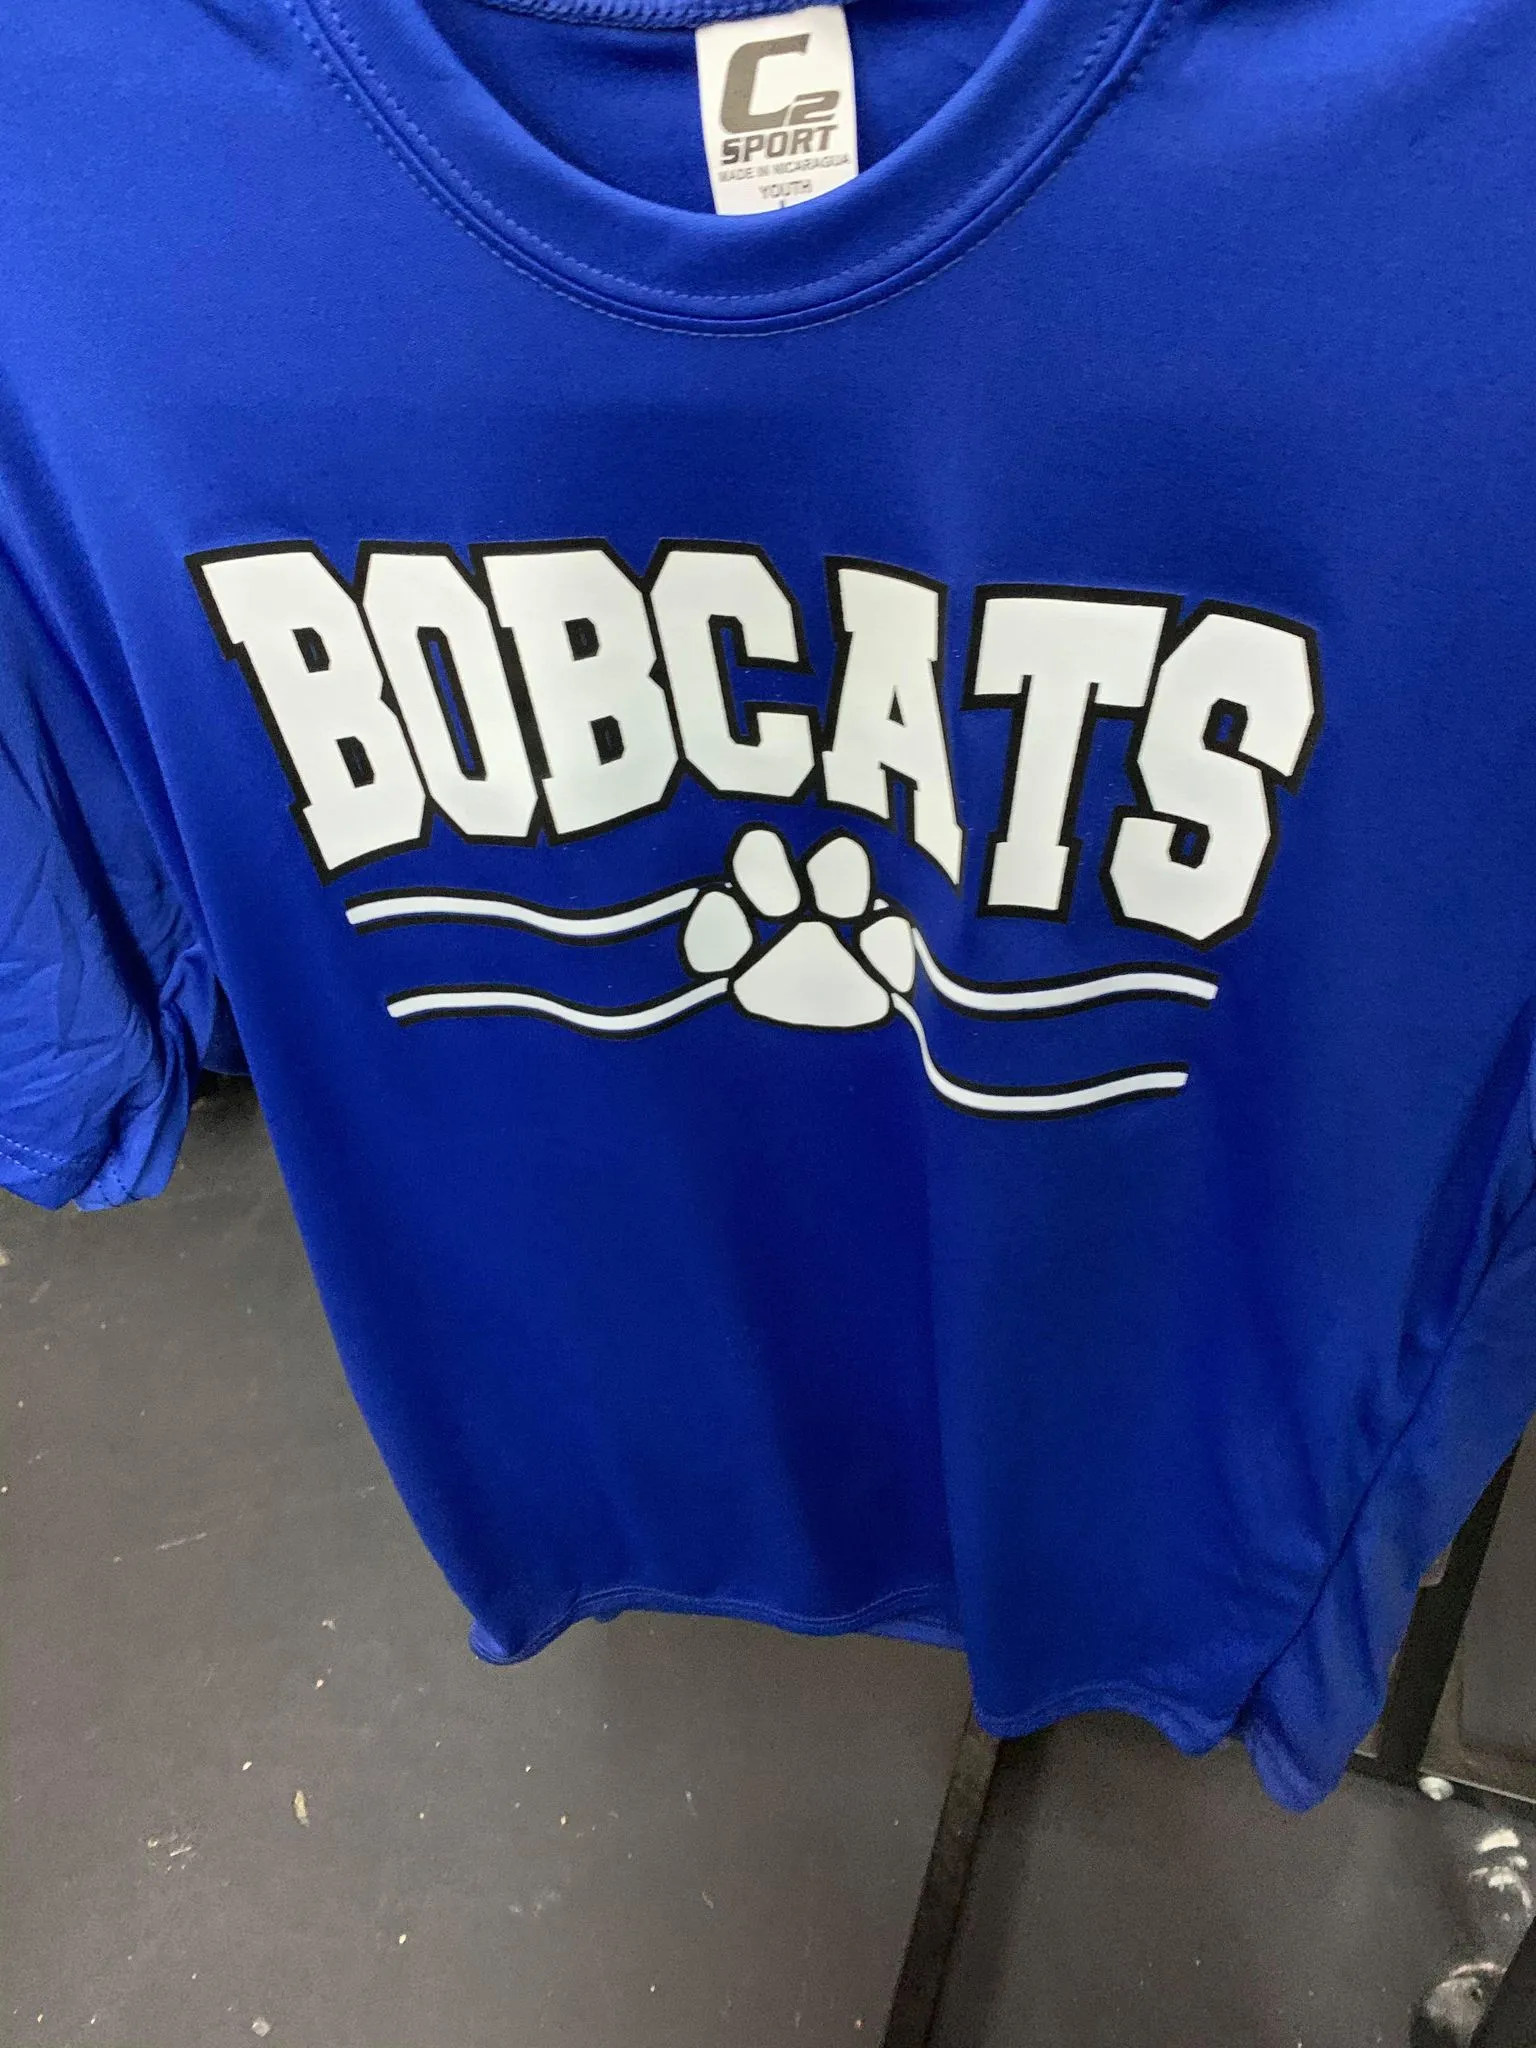 C2
SPORT
MADE IN NICARAGUA
YOUTH
BOBCATS